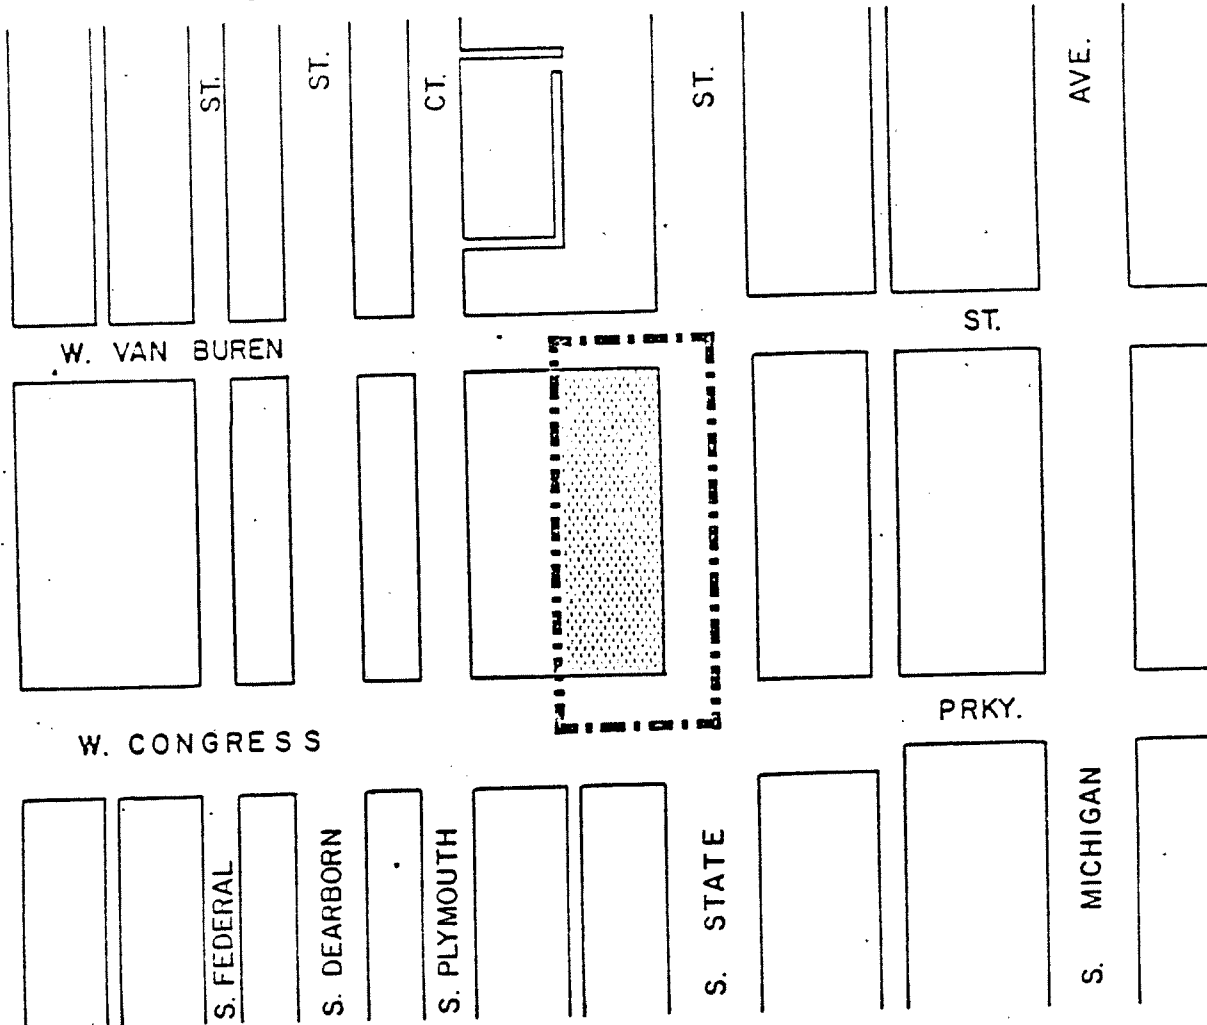 ST.
ST.
CT.
ST.
AVE.
W. VAN BUREN ST.
W. CONGRESS PRKY.
S. FEDERAL
S. DEARBORN
S. PLYMOUTH
S. STATE
S. MICHIGAN